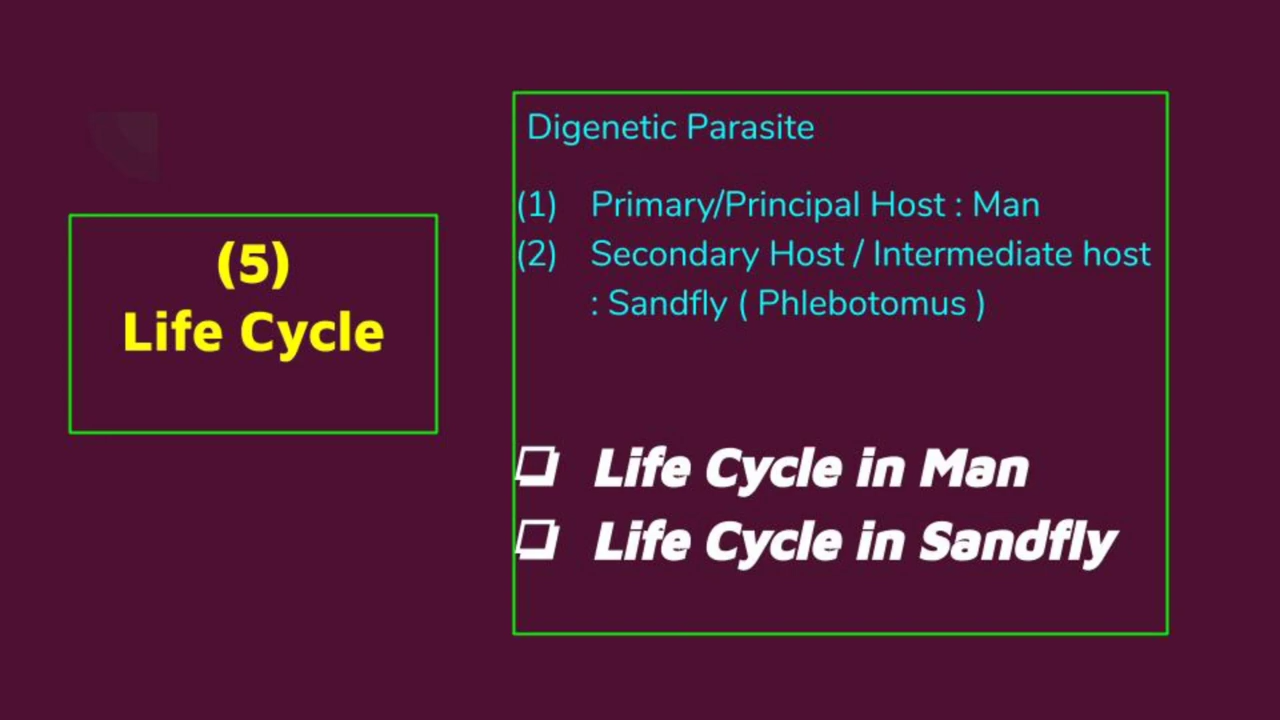 (5)
Life Cycle
Digenetic Parasite
(1) Primary/Principal Host : Man
(2) Secondary Host / Intermediate host
: Sandfly ( Phlebotomus )
❑ Life Cycle in Man
❑ Life Cycle in Sandfly